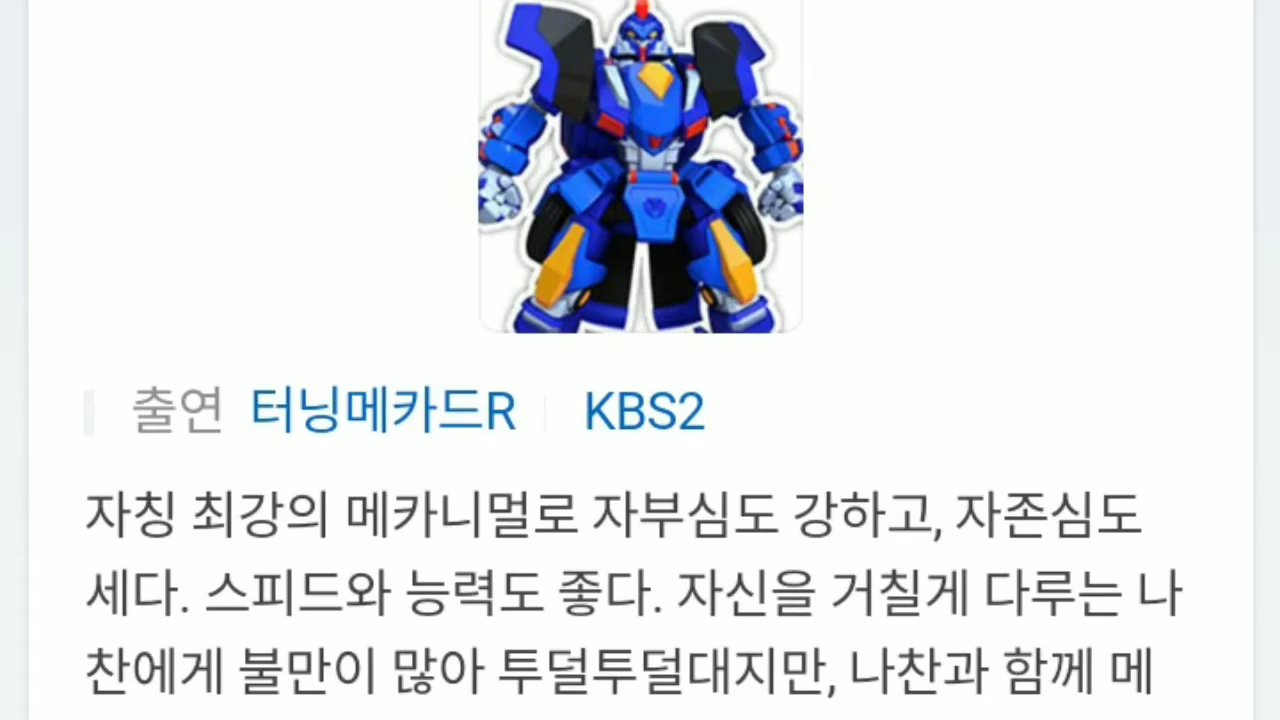 출연 터닝메카드R KBS2
자칭 최강의 메카니멀로 자부심도 강하고, 자존심도
세다. 스피드와 능력도 좋다. 자신을 거칠게 다루는 나
찬에게 불만이 많아 투덜투덜대지만, 나찬과 함께 메